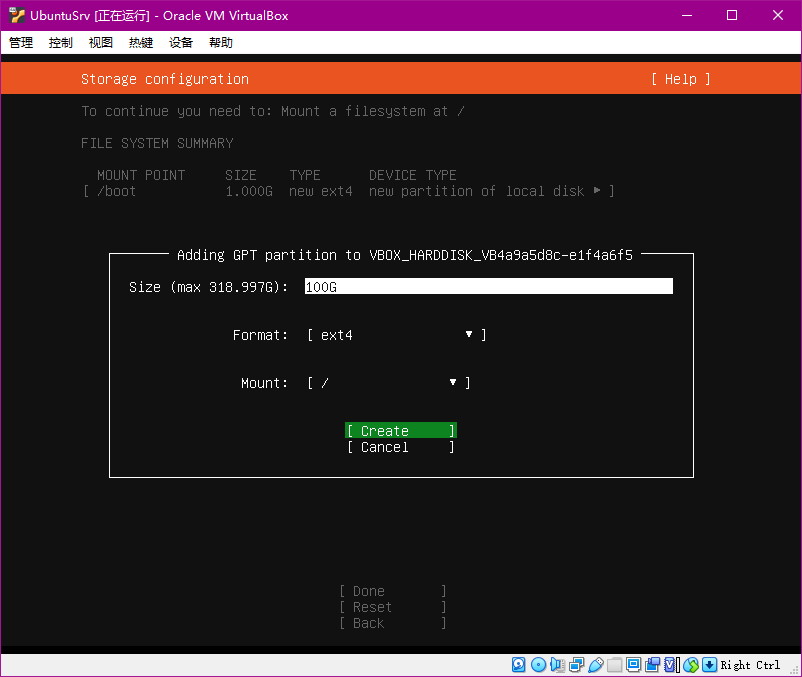 UbuntuSrv [正在运行] - Oracle VM VirtualBox
管理 控制 视图 热键 设备 帮助
Storage configuration [ Help ]
To continue you need to: Mount a filesystem at /
FILE SYSTEM SUMMARY
MOUNT POINT SIZE TYPE DEVICE TYPE
[ /boot 1.000G new ext4 new partition of local disk ▸ ]
Adding GPT partition to VBOX_HARDDISK_VB4a9a5d8c-e1f4a6f5
Size (max 318.997G): 100G
Format: [ ext4 ▾ ]
Mount: [ / ▾ ]
[ Create ]
[ Cancel ]
[ Done ]
[ Reset ]
[ Back ]
Right Ctrl